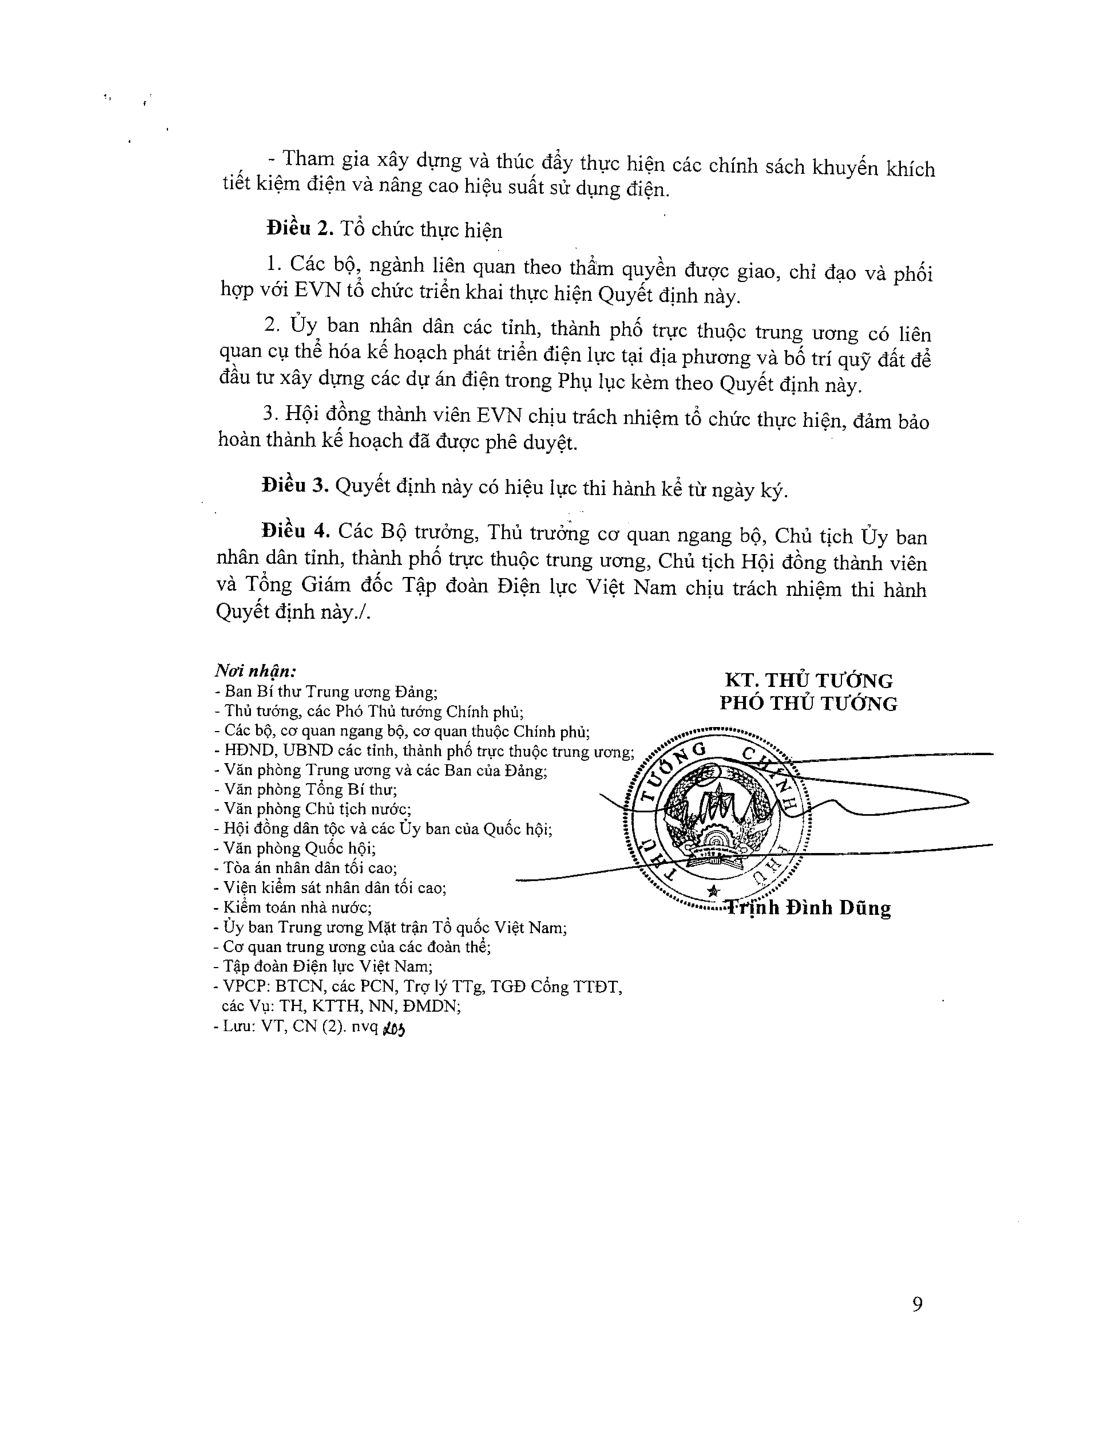 - Tham gia xây dựng và thúc đẩy thực hiện các chính sách khuyến khích
tiết kiệm điện và nâng cao hiệu suất sử dụng điện.
Điều 2. Tổ chức thực hiện
1. Các bộ, ngành liên quan theo thẩm quyền được giao, chỉ đạo và phối
hợp với EVN tổ chức triển khai thực hiện Quyết định này.
2. Ủy ban nhân dân các tỉnh, thành phố trực thuộc trung ương có liên
quan cụ thể hóa kế hoạch phát triển điện lực tại địa phương và bố trí quỹ đất để
đầu tư xây dựng các dự án điện trong Phụ lục kèm theo Quyết định này.
3. Hội đồng thành viên EVN chịu trách nhiệm tổ chức thực hiện, đảm bảo
hoàn thành kế hoạch đã được phê duyệt.
Điều 3. Quyết định này có hiệu lực thi hành kể từ ngày ký.
Điều 4. Các Bộ trưởng, Thủ trưởng cơ quan ngang bộ, Chủ tịch Ủy ban
nhân dân tỉnh, thành phố trực thuộc trung ương, Chủ tịch Hội đồng thành viên
và Tổng Giám đốc Tập đoàn Điện lực Việt Nam chịu trách nhiệm thi hành
Quyết định này./.
Nơi nhận:
- Ban Bí thư Trung ương Đảng;
- Thủ tướng, các Phó Thủ tướng Chính phủ;
- Các bộ, cơ quan ngang bộ, cơ quan thuộc Chính phủ;
- HĐND, UBND các tỉnh, thành phố trực thuộc trung ương;
- Văn phòng Trung ương và các Ban của Đảng;
- Văn phòng Tổng Bí thư;
- Văn phòng Chủ tịch nước;
- Hội đồng dân tộc và các Ủy ban của Quốc hội;
- Văn phòng Quốc hội;
- Tòa án nhân dân tối cao;
- Viện kiểm sát nhân dân tối cao;
- Kiểm toán nhà nước;
- Ủy ban Trung ương Mặt trận Tổ quốc Việt Nam;
- Cơ quan trung ương của các đoàn thể;
- Tập đoàn Điện lực Việt Nam;
- VPCP: BTCN, các PCN, Trợ lý TTg, TGĐ Cổng TTĐT,
các Vụ: TH, KTTH, NN, ĐMDN;
- Lưu: VT, CN (2). nvq
KT. THỦ TƯỚNG
PHÓ THỦ TƯỚNG
THỦ TƯỚNG CHÍNH PHỦ
Trịnh Đình Dũng
9